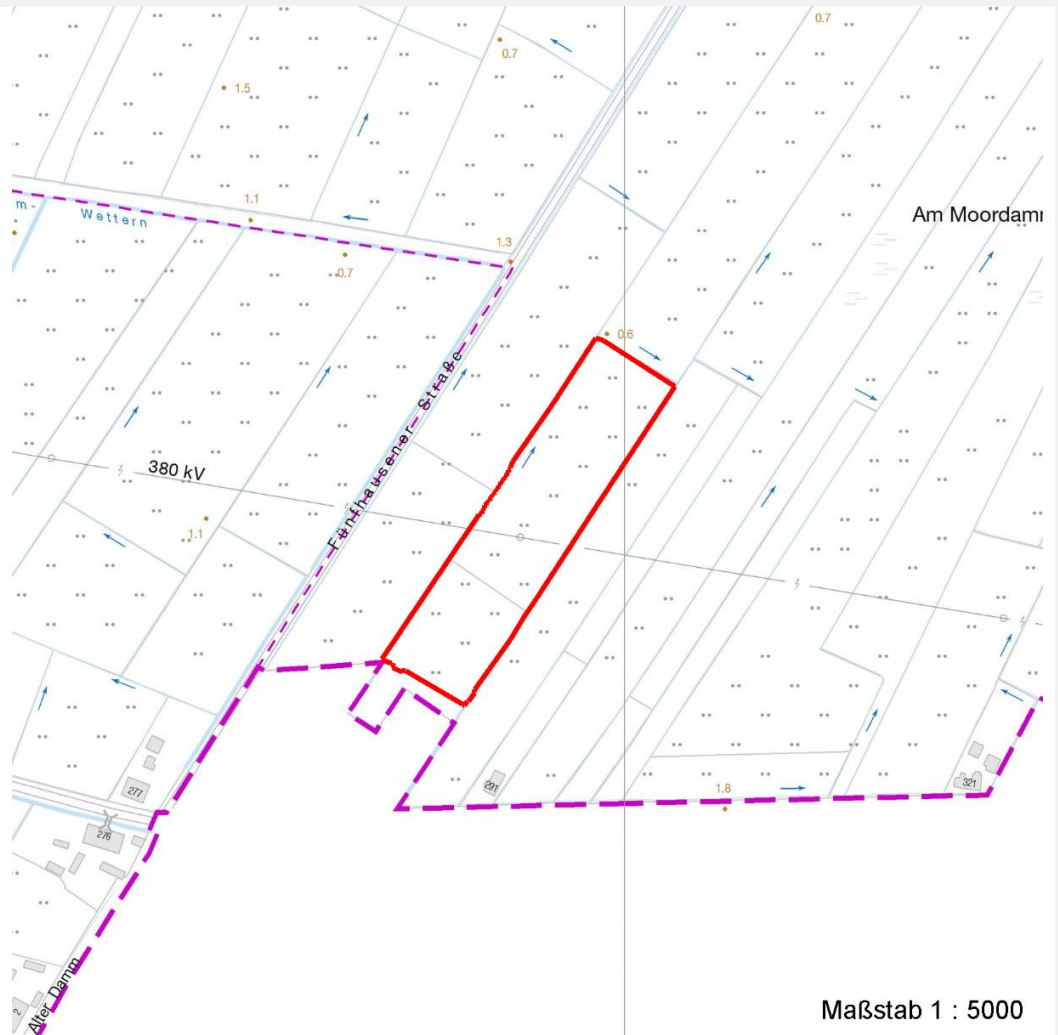 0.7
0.7
1.5
1.1
m-
Wettern
Am Moordamm
1.3
0.7
0.6
Fünfhausener Straße
380 kV
1.1
277
276
291
321
1.8
Alter Damm
2
Maßstab 1 : 5000